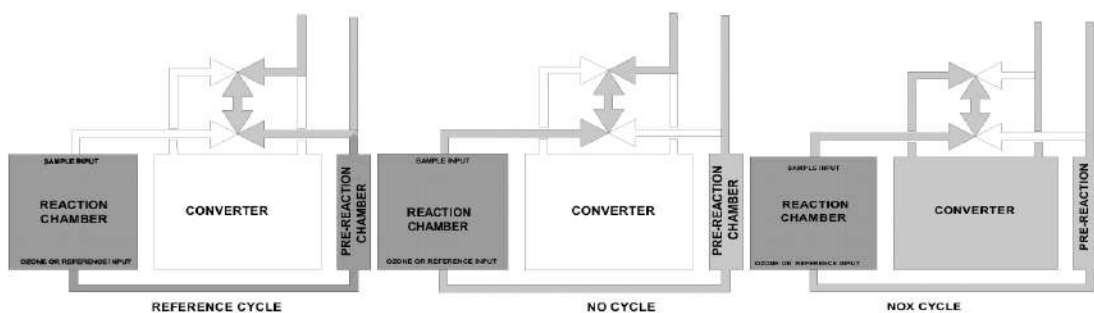 SAMPLE INPUT
REACTION
CHAMBER
OZONE OR REFERENCE INPUT
CONVERTER
PRE-REACTION
CHAMBER
REFERENCE CYCLE
SAMPLE INPUT
REACTION
CHAMBER
OZONE OR REFERENCE INPUT
CONVERTER
PRE-REACTION
CHAMBER
NO CYCLE
SAMPLE INPUT
REACTION
CHAMBER
OZONE OR REFERENCE INPUT
CONVERTER
PRE-REACTION
NOX CYCLE